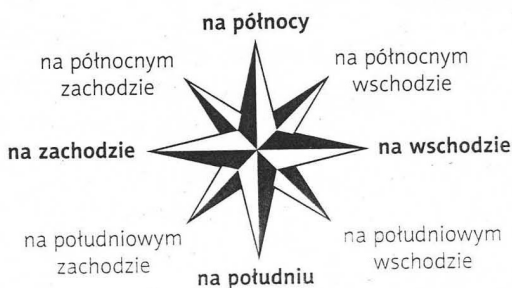 na północy
na północnym
zachodzie
na północnym
wschodzie
na zachodzie
na wschodzie
na południowym
zachodzie
na południowym
wschodzie
na południu